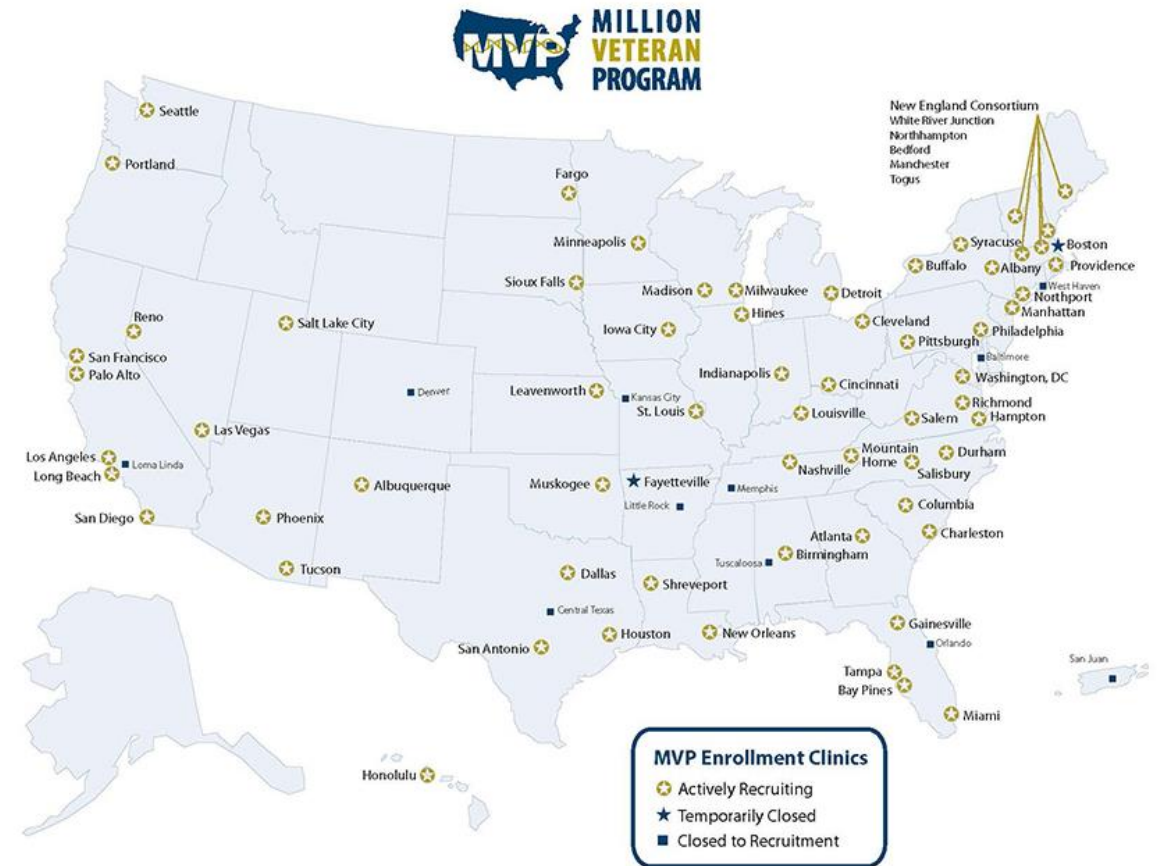 MILLION
VETERAN
PROGRAM
MVP
New England Consortium
White River Junction
Northhampton
Bedford
Manchester
Togus
Seattle
Portland
Fargo
Minneapolis
Syracuse
Boston
Buffalo
Albany
Providence
Sioux Falls
Madison
Milwaukee
Detroit
West Haven
Northport
Manhattan
Hines
Reno
Salt Lake City
Iowa City
Cleveland
Philadelphia
Pittsburgh
San Francisco
Baltimore
Palo Alto
Indianapolis
Washington, DC
Leavenworth
Cincinnati
Denver
Kansas City
St. Louis
Louisville
Richmond
Salem
Hampton
Las Vegas
Los Angeles
Loma Linda
Long Beach
Mountain
Home
Durham
Nashville
Salisbury
Albuquerque
Muskogee
Fayetteville
Memphis
Little Rock
Columbia
San Diego
Phoenix
Atlanta
Charleston
Birmingham
Tuscaloosa
Tucson
Dallas
Shreveport
Central Texas
Gainesville
Houston
New Orleans
Orlando
San Antonio
San Juan
Tampa
Bay Pines
Miami
Honolulu
MVP Enrollment Clinics
Actively Recruiting
Temporarily Closed
Closed to Recruitment